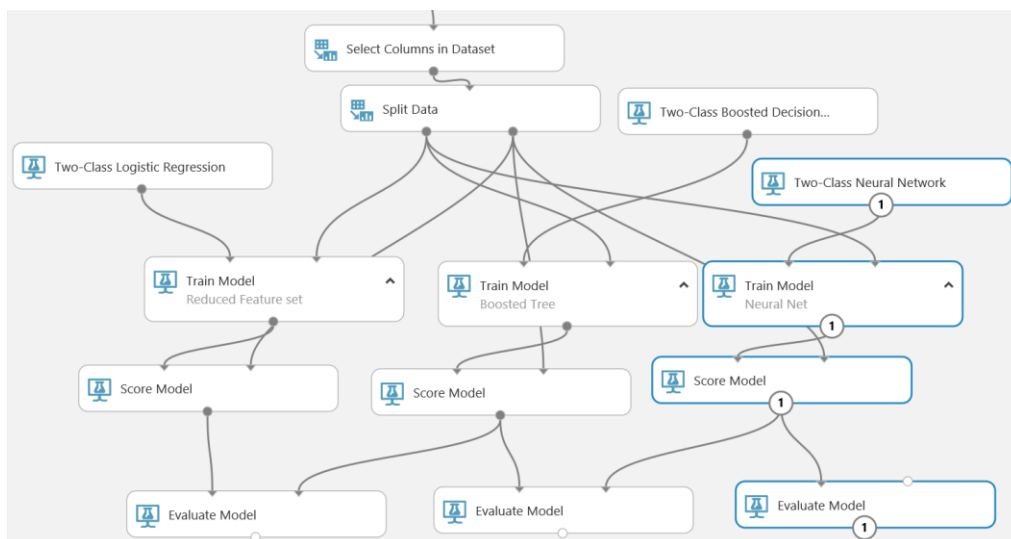 Select Columns in Dataset
Split Data
Two-Class Boosted Decision...
Two-Class Logistic Regression
Two-Class Neural Network
1
Train Model
Reduced Feature set
Train Model
Boosted Tree
Train Model
Neural Net
1
Score Model
Score Model
Score Model
1
Evaluate Model
Evaluate Model
Evaluate Model
1